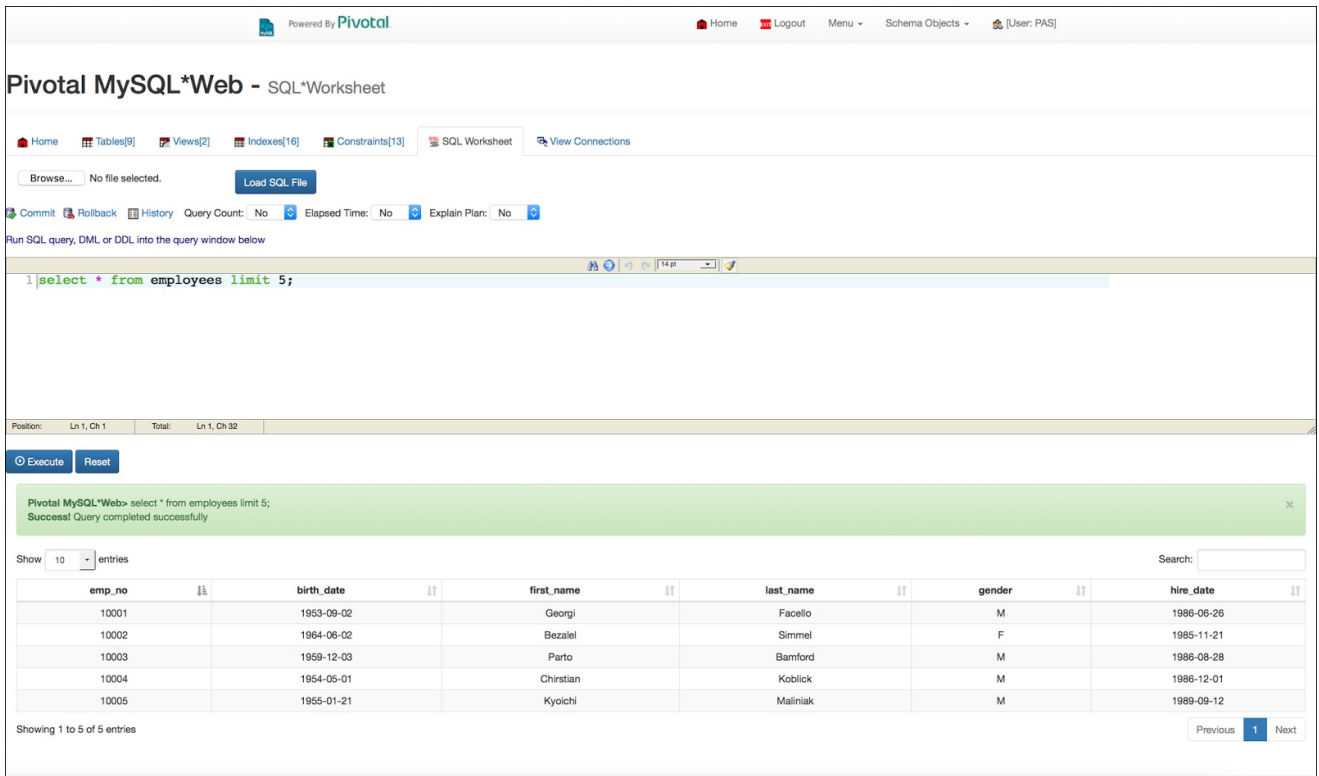 MySQL Powered By Pivotal. Home EXIT Logout Menu Schema Objects [User: PAS]
Pivotal MySQL*Web - SQL*Worksheet
Home Tables[9] Views[2] Indexes[16] Constraints[13] SQL Worksheet View Connections
Browse... No file selected. Load SQL File
Commit Rollback History Query Count: No Elapsed Time: No Explain Plan: No
Run SQL query, DML or DDL into the query window below
14 pt
1 select * from employees limit 5;
Position: Ln 1, Ch 1 Total: Ln 1, Ch 32
Execute Reset
Pivotal MySQL*Web> select * from employees limit 5; ×
Success! Query completed successfully
Show 10 entries Search:
emp_no birth_date first_name last_name gender hire_date
10001 1953-09-02 Georgi Facello M 1986-06-26
10002 1964-06-02 Bezalel Simmel F 1985-11-21
10003 1959-12-03 Parto Bamford M 1986-08-28
10004 1954-05-01 Chirstian Koblick M 1986-12-01
10005 1955-01-21 Kyoichi Maliniak M 1989-09-12
Showing 1 to 5 of 5 entries Previous 1 Next